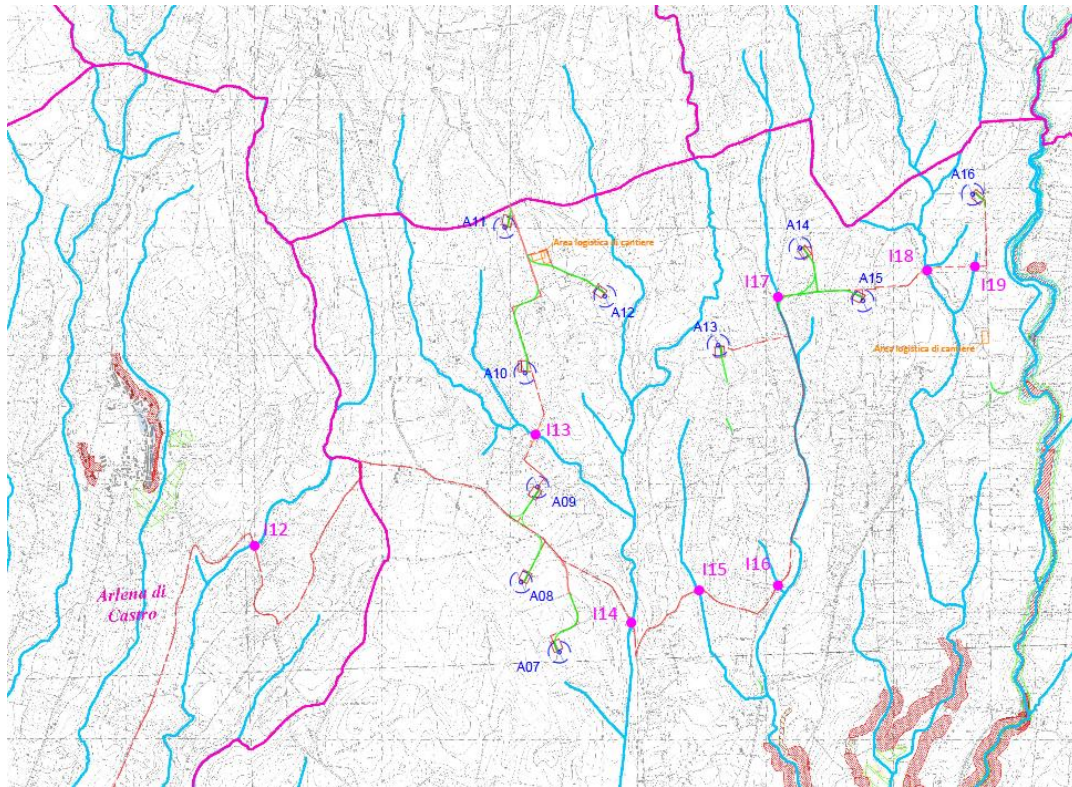 A16
A11
A14
Area logistica di cantiere
I18
I19
I17
A15
A12
A13
Area logistica di cantiere
A10
I13
A09
I12
Arlena di
Castro
A08
I15
I16
I14
A07